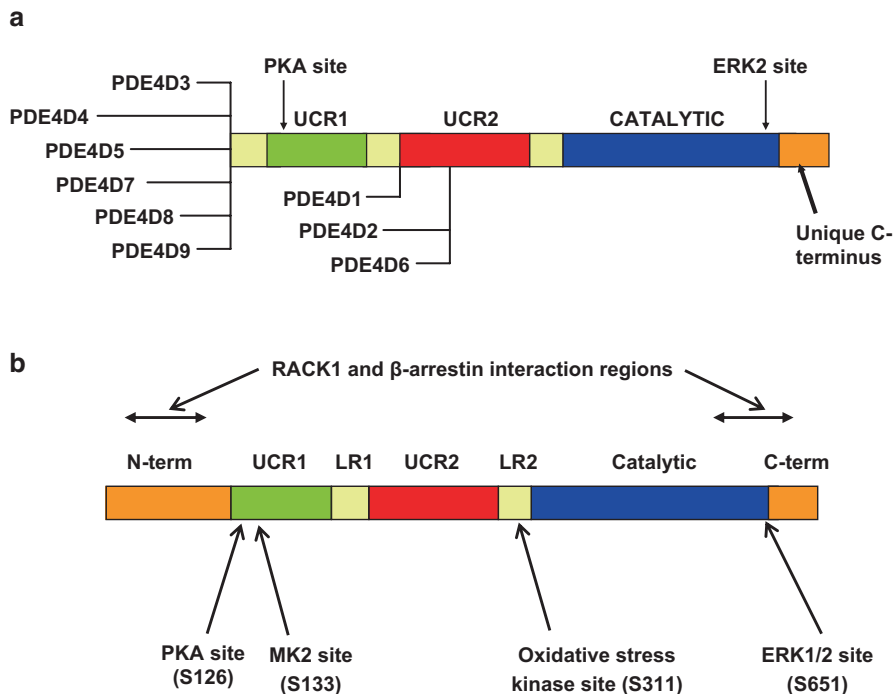 a
PKA site
ERK2 site
PDE4D3
PDE4D4
UCR1
UCR2
CATALYTIC
PDE4D5
PDE4D7
PDE4D1
PDE4D8
PDE4D2
PDE4D9
PDE4D6
Unique C-
terminus
b
RACK1 and β-arrestin interaction regions
N-term
UCR1
LR1
UCR2
LR2
Catalytic
C-term
PKA site
(S126)
MK2 site
(S133)
Oxidative stress
kinase site (S311)
ERK1/2 site
(S651)